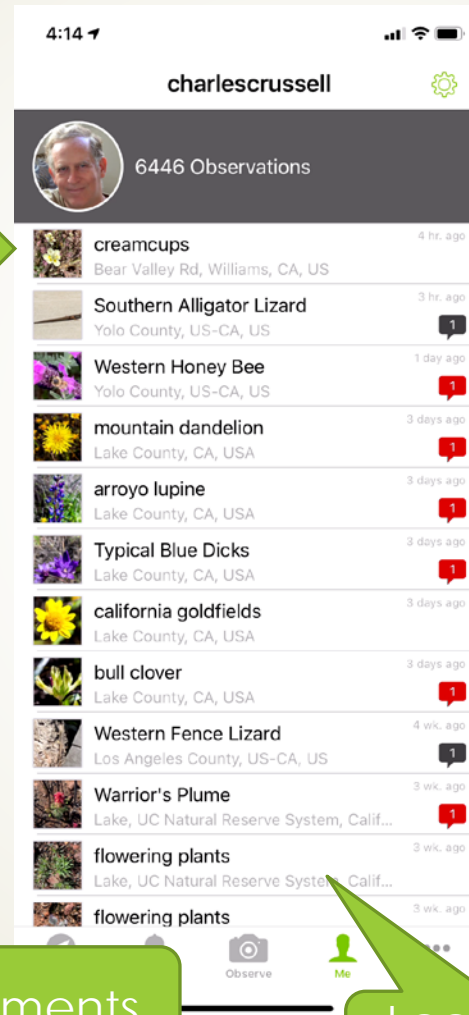 4:14
charlescrussell
6446 Observations
creamcups
4 hr. ago
Bear Valley Rd, Williams, CA, US
Southern Alligator Lizard
3 hr. ago
Yolo County, US-CA, US
1
Western Honey Bee
1 day ago
Yolo County, US-CA, US
1
mountain dandelion
3 days ago
Lake County, CA, USA
1
arroyo lupine
3 days ago
Lake County, CA, USA
1
Typical Blue Dicks
3 days ago
Lake County, CA, USA
1
california goldfields
3 days ago
Lake County, CA, USA
bull clover
3 days ago
Lake County, CA, USA
1
Western Fence Lizard
4 wk. ago
Los Angeles County, US-CA, US
1
Warrior's Plume
3 wk. ago
Lake, UC Natural Reserve System, Calif...
1
flowering plants
3 wk. ago
Lake, UC Natural Reserve System, Calif...
flowering plants
3 wk. ago
Observe
Me